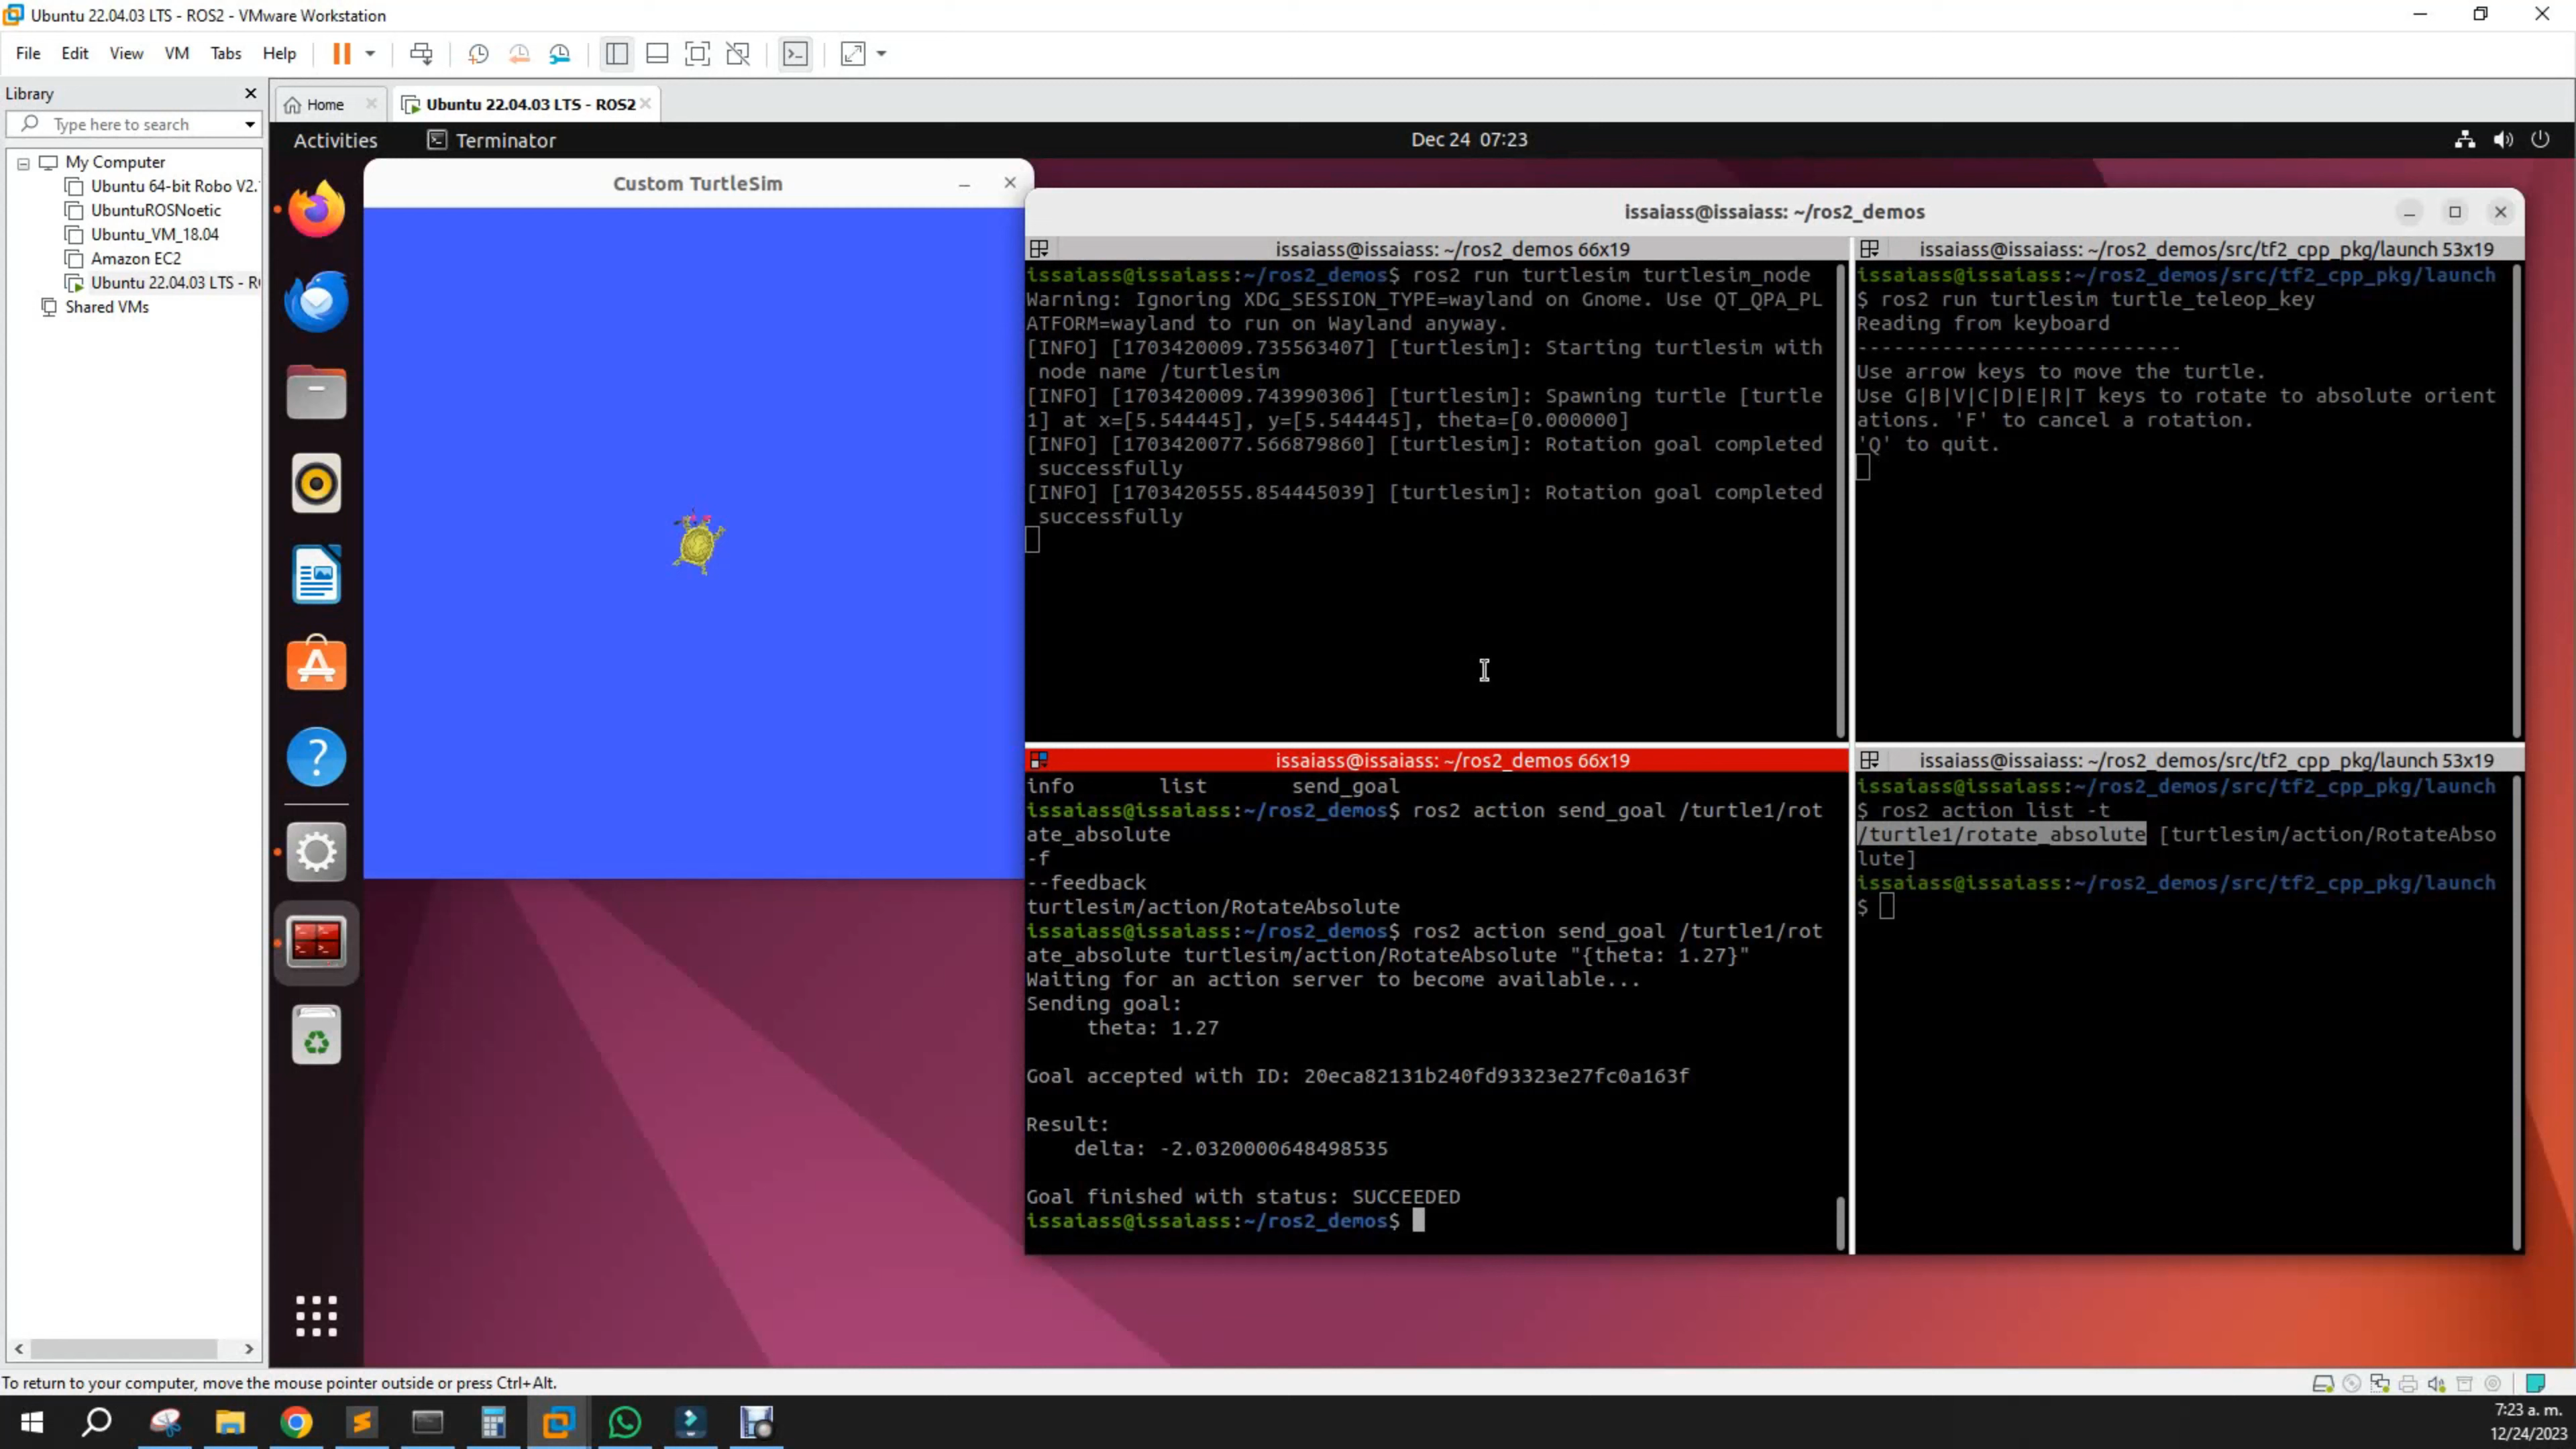 Ubuntu 22.04.03 LTS - ROS2 - VMware Workstation
File Edit View VM Tabs Help
Library
Type here to search
My Computer
Ubuntu 64-bit Robo V2.
UbuntuROSNoetic
Ubuntu_VM_18.04
Amazon EC2
Ubuntu 22.04.03 LTS - R
Shared VMs
Home
Ubuntu 22.04.03 LTS - ROS2
Activities
Terminator
Dec 24 07:23
Custom TurtleSim
issaiass@issaiass: ~/ros2_demos
issaiass@issaiass: ~/ros2_demos 66x19
issaiass@issaiass:~/ros2_demos$ ros2 run turtlesim turtlesim_node
Warning: Ignoring XDG_SESSION_TYPE=wayland on Gnome. Use QT_QPA_PL
ATFORM=wayland to run on Wayland anyway.
[INFO] [1703420009.735563407] [turtlesim]: Starting turtlesim with
node name /turtlesim
[INFO] [1703420009.743990306] [turtlesim]: Spawning turtle [turtle
1] at x=[5.544445], y=[5.544445], theta=[0.000000]
[INFO] [1703420077.566879860] [turtlesim]: Rotation goal completed
successfully
[INFO] [1703420555.854445039] [turtlesim]: Rotation goal completed
successfully
issaiass@issaiass: ~/ros2_demos/src/tf2_cpp_pkg/launch 53x19
issaiass@issaiass:~/ros2_demos/src/tf2_cpp_pkg/launch
$ ros2 run turtlesim turtle_teleop_key
Reading from keyboard
---------------------------
Use arrow keys to move the turtle.
Use G|B|V|C|D|E|R|T keys to rotate to absolute orient
ations. 'F' to cancel a rotation.
'Q' to quit.
issaiass@issaiass: ~/ros2_demos 66x19
info list send_goal
issaiass@issaiass:~/ros2_demos$ ros2 action send_goal /turtle1/rot
ate_absolute
-f
--feedback
turtlesim/action/RotateAbsolute
issaiass@issaiass:~/ros2_demos$ ros2 action send_goal /turtle1/rot
ate_absolute turtlesim/action/RotateAbsolute "{theta: 1.27}"
Waiting for an action server to become available...
Sending goal:
theta: 1.27
Goal accepted with ID: 20eca82131b240fd93323e27fc0a163f
Result:
delta: -2.0320000648498535
Goal finished with status: SUCCEEDED
issaiass@issaiass:~/ros2_demos$
issaiass@issaiass: ~/ros2_demos/src/tf2_cpp_pkg/launch 53x19
issaiass@issaiass:~/ros2_demos/src/tf2_cpp_pkg/launch
$ ros2 action list -t
/turtle1/rotate_absolute [turtlesim/action/RotateAbso
lute]
issaiass@issaiass:~/ros2_demos/src/tf2_cpp_pkg/launch
$
To return to your computer, move the mouse pointer outside or press Ctrl+Alt.
7:23 a. m.
12/24/2023